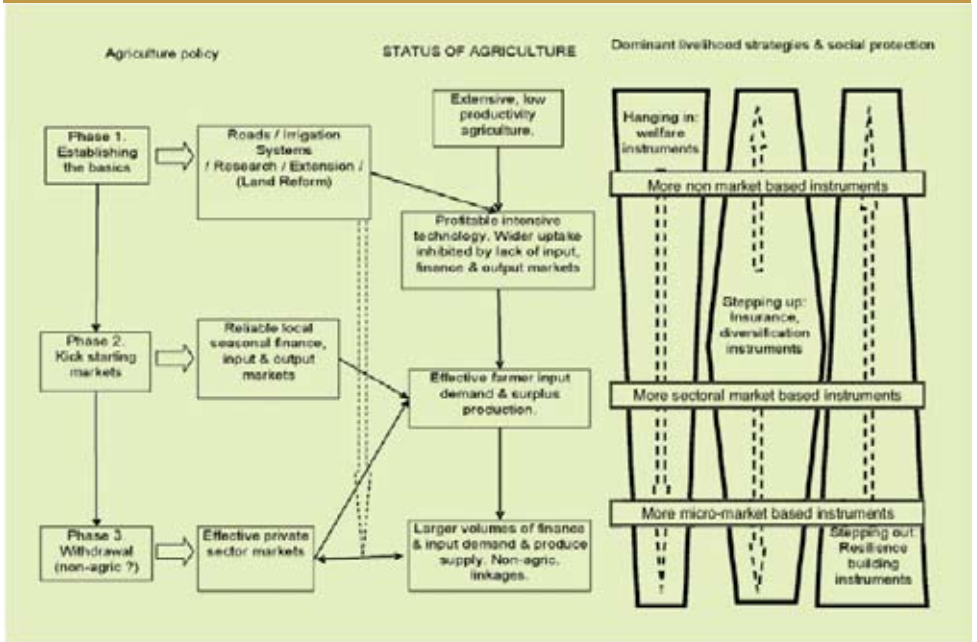 Agriculture policy
STATUS OF AGRICULTURE
Dominant livelihood strategies & social protection
Phase 1.
Establishing
the basics
Roads / Irrigation
Systems
/ Research / Extension /
(Land Reform)
Extensive, low
productivity
agriculture.
Profitable intensive
technology. Wider uptake
inhibited by lack of input,
finance & output markets
Phase 2.
Kick starting
markets
Reliable local
seasonal finance,
input & output
markets
Effective farmer input
demand & surplus
production.
Phase 3
Withdrawal
(non-agric ?)
Effective private
sector markets
Larger volumes of finance
& input demand & produce
supply. Non-agric.
linkages.
Hanging in:
welfare
instruments
More non market based instruments
Stepping up:
Insurance,
diversification
instruments
More sectoral market based instruments
More micro-market based instruments
Stepping out:
Resilience
building
instruments